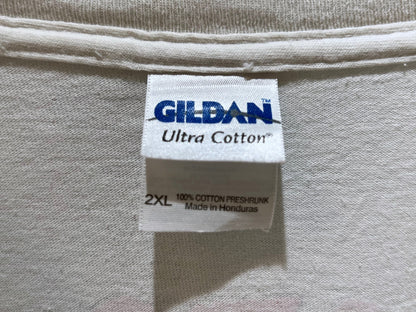 GILDAN™
Ultra Cotton®
2XL 100% COTTON PRESHRUNK
Made in Honduras